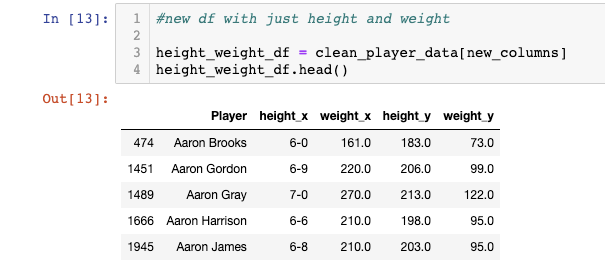 In [13]:
1 #new df with just height and weight
2
3 height_weight_df = clean_player_data[new_columns]
4 height_weight_df.head()
Out[13]:
Player height_x weight_x height_y weight_y
474 Aaron Brooks 6-0 161.0 183.0 73.0
1451 Aaron Gordon 6-9 220.0 206.0 99.0
1489 Aaron Gray 7-0 270.0 213.0 122.0
1666 Aaron Harrison 6-6 210.0 198.0 95.0
1945 Aaron James 6-8 210.0 203.0 95.0